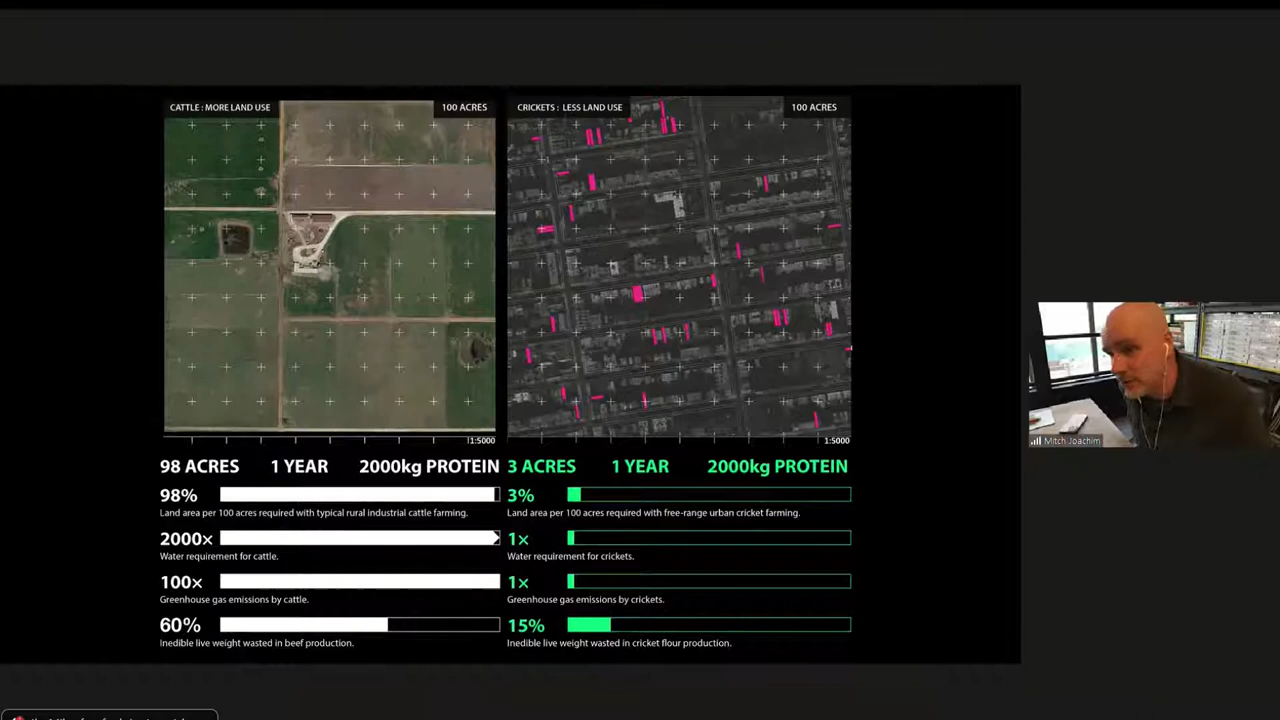 CATTLE : MORE LAND USE
100 ACRES
1:5000
98 ACRES 1 YEAR 2000kg PROTEIN
98%
Land area per 100 acres required with typical rural industrial cattle farming.
2000×
Water requirement for cattle.
100×
Greenhouse gas emissions by cattle.
60%
Inedible live weight wasted in beef production.
CRICKETS : LESS LAND USE
100 ACRES
1:5000
3 ACRES 1 YEAR 2000kg PROTEIN
3%
Land area per 100 acres required with free-range urban cricket farming.
1×
Water requirement for crickets.
1×
Greenhouse gas emissions by crickets.
15%
Inedible live weight wasted in cricket flour production.
Mitch Joachim